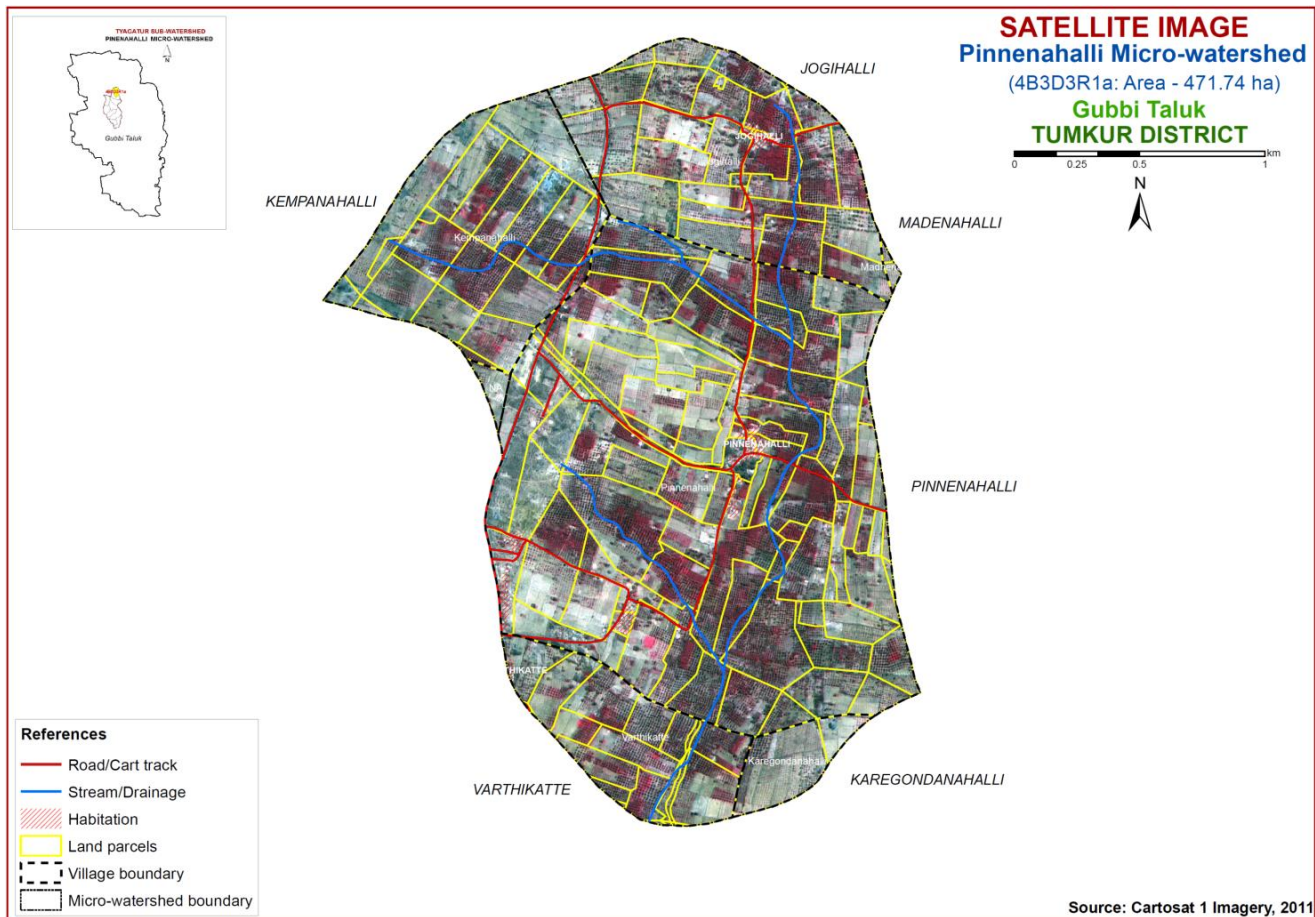 TYAGATUR SUB-WATERSHED
PINENAHALLI MICRO-WATERSHED
N
Gubbi Taluk
SATELLITE IMAGE
Pinnenahalli Micro-watershed
(4B3D3R1a: Area - 471.74 ha)
Gubbi Taluk
TUMKUR DISTRICT
km
0 0.25 0.5 1
N
JOGIHALLI
JOGIHALLI
KEMPANAHALLI
MADENAHALLI
Kempanahalli
PINNENAHALLI
PINNENAHALLI
Pinnenahalli
THIKATTE
Varthikatte
Karegondanahalli
VARTHIKATTE
KAREGONDANAHALLI
References
Road/Cart track
Stream/Drainage
Habitation
Land parcels
Village boundary
Micro-watershed boundary
Source: Cartosat 1 Imagery, 2011